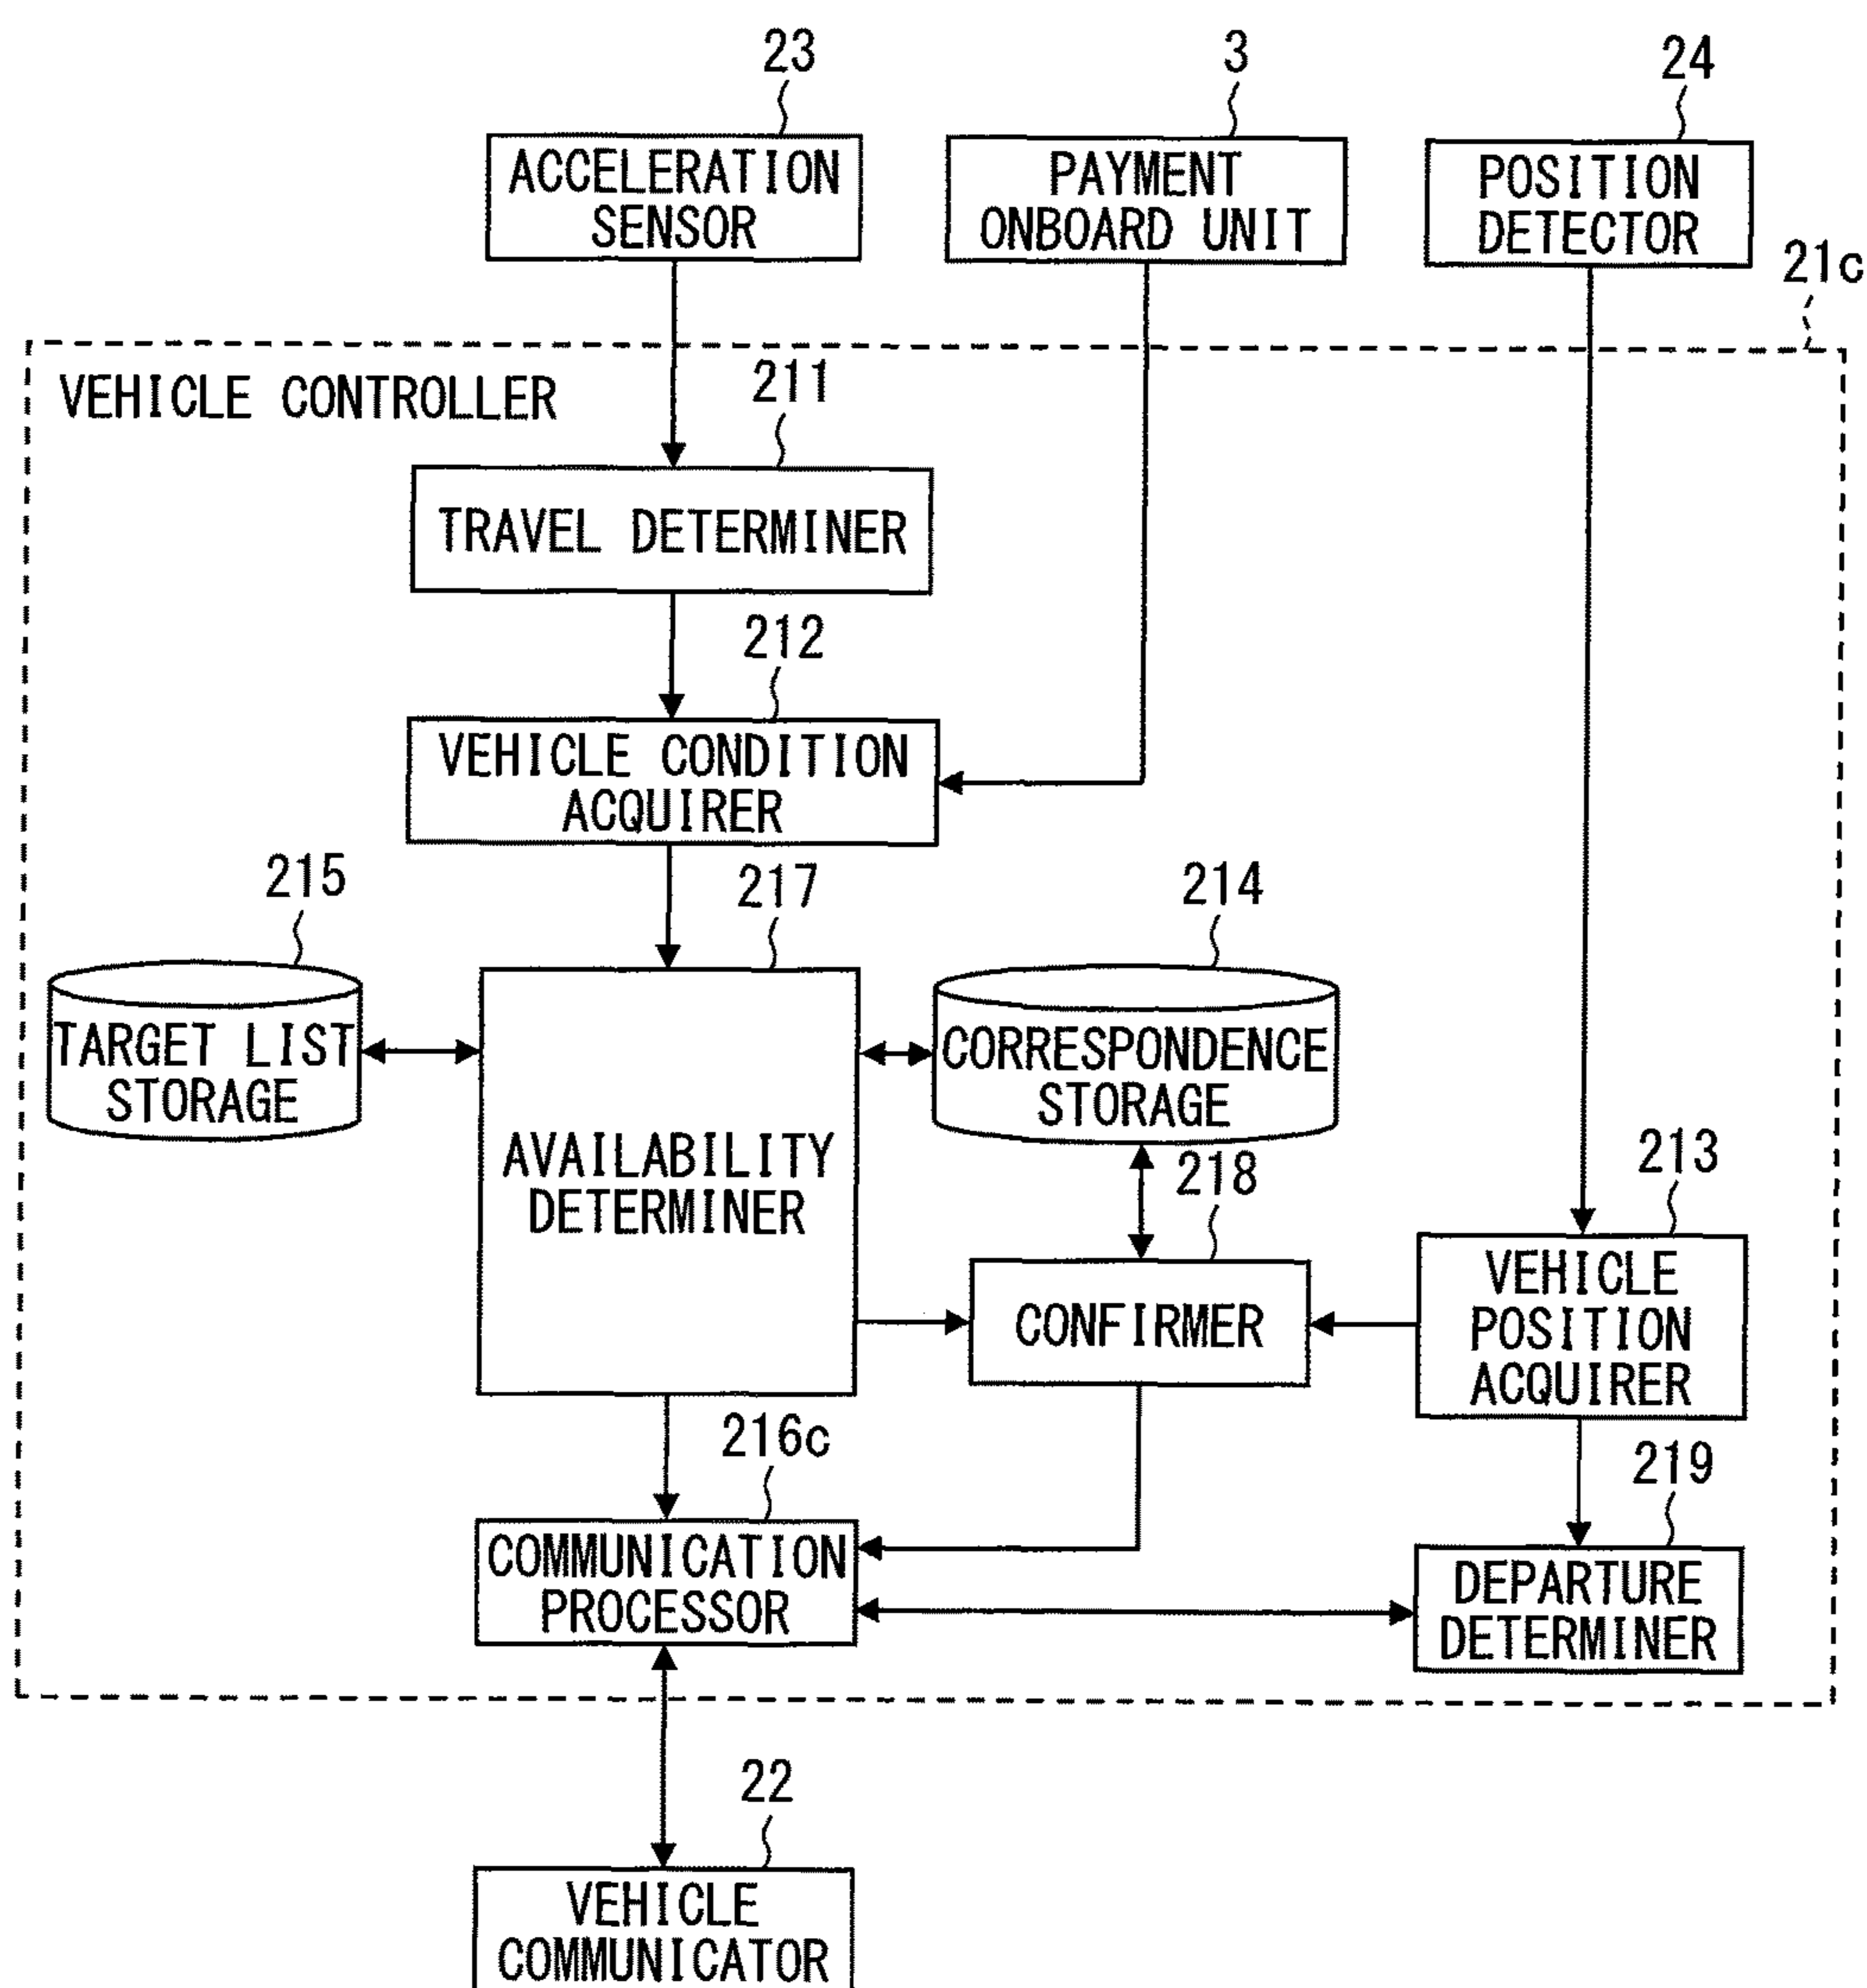 23
3
24
ACCELERATION
SENSOR
PAYMENT
ONBOARD UNIT
POSITION
DETECTOR
21c
VEHICLE CONTROLLER
211
TRAVEL DETERMINER
212
VEHICLE CONDITION
ACQUIRER
215
217
214
TARGET LIST
STORAGE
CORRESPONDENCE
STORAGE
AVAILABILITY
DETERMINER
218
213
CONFIRMER
VEHICLE
POSITION
ACQUIRER
216c
219
COMMUNICATION
PROCESSOR
DEPARTURE
DETERMINER
22
VEHICLE
COMMUNICATOR